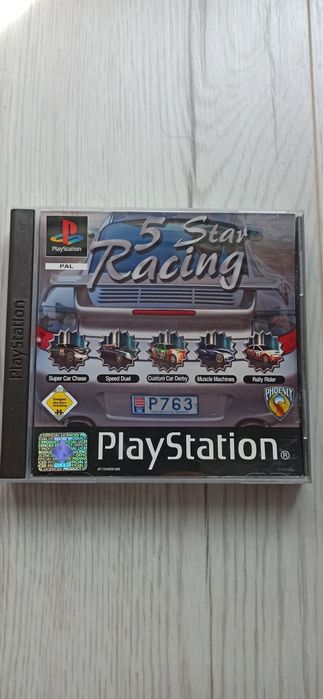 PlayStation
PlayStation
PAL
5 Star
Racing
Super Car Chase
Speed Duel
Custom Car Derby
Muscle Machines
Rally Rider
P763
PHOENIX
PlayStation®